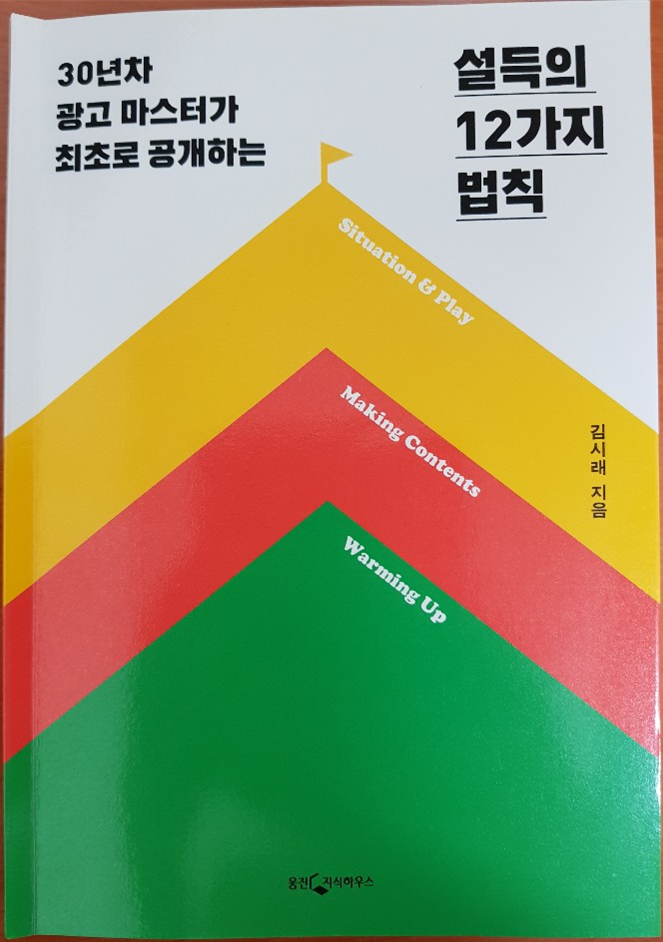 30년차
광고 마스터가
최초로 공개하는
설득의
12가지
법칙
Situation & Play
Making Contents
Warming Up
김시래 지음
웅진 지식하우스